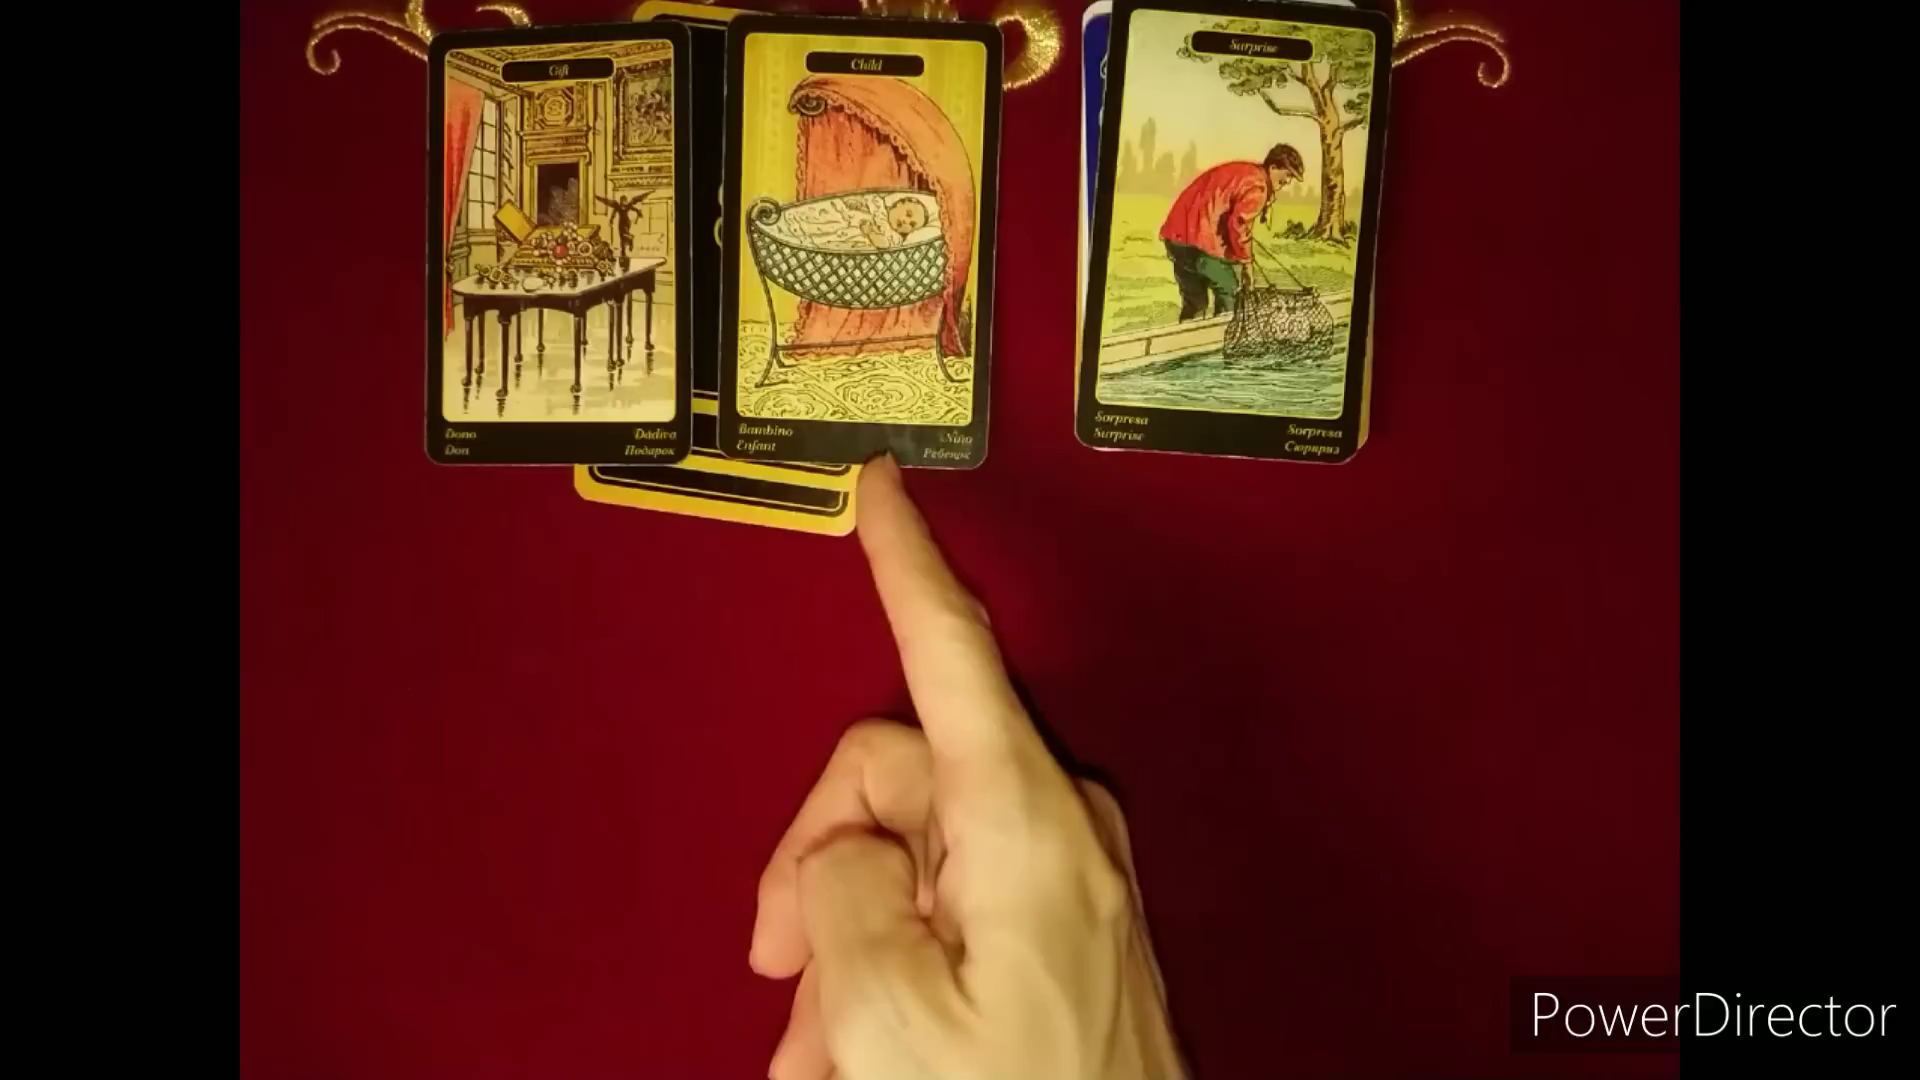 Gift
Dono
Don
Dádiva
Подарок
Child
Bambino
Enfant
Niño
Ребенок
Surprise
Sorpresa
Surprise
Sorpresa
Сюрприз
PowerDirector